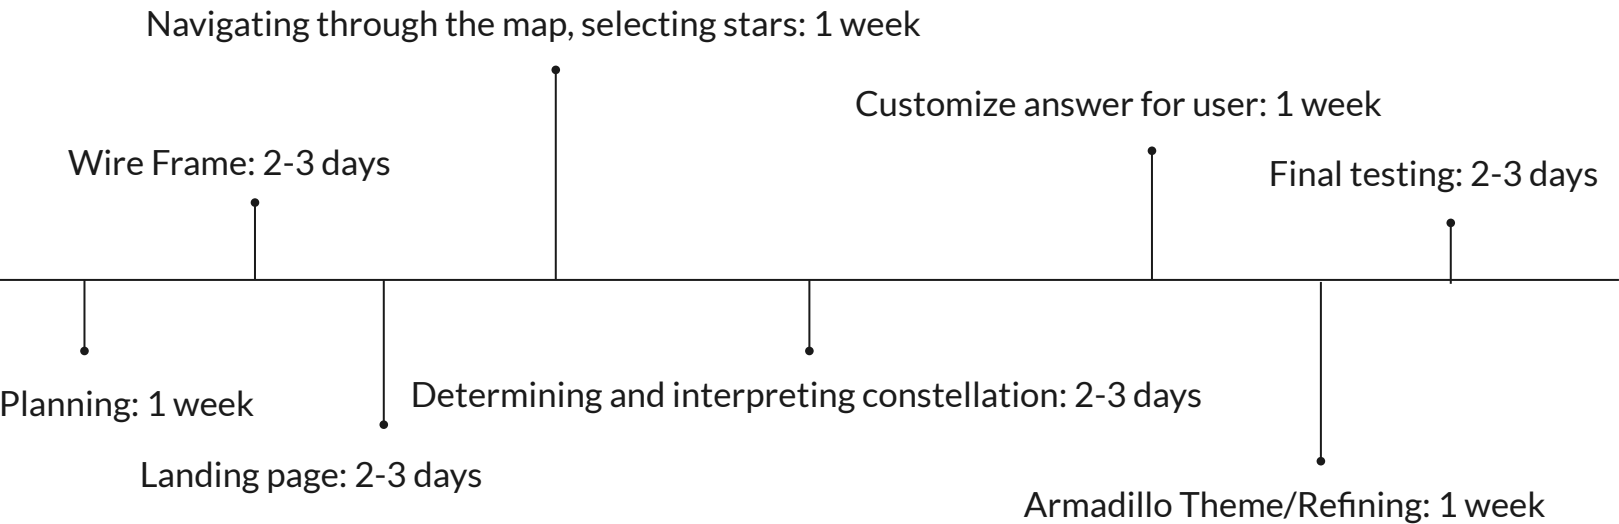 Navigating through the map, selecting stars: 1 week
Customize answer for user: 1 week
Wire Frame: 2-3 days
Final testing: 2-3 days
Planning: 1 week
Determining and interpreting constellation: 2-3 days
Landing page: 2-3 days
Armadillo Theme/Refining: 1 week